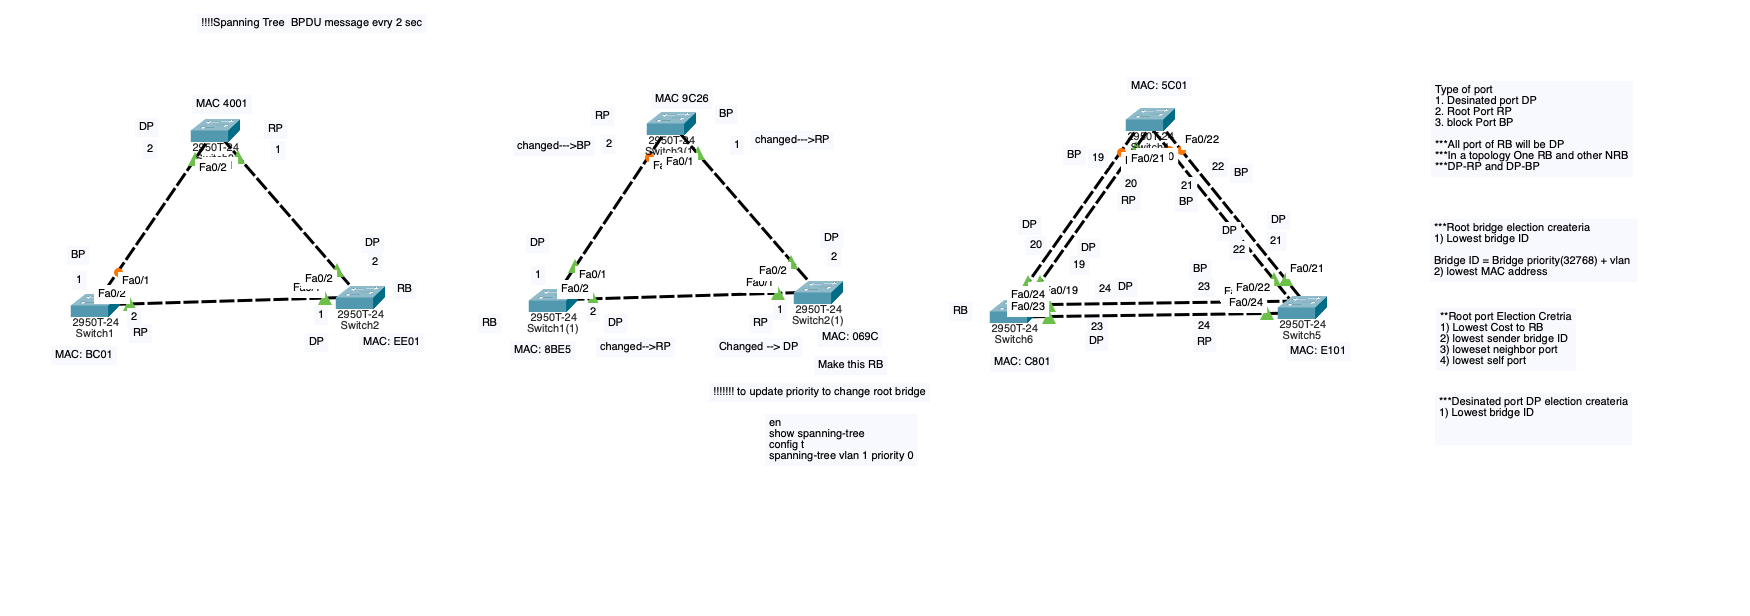 !!!!Spanning Tree  BPDU message evry 2 sec
MAC 4001
DP
2
RP
1
2950T-24
Fa0/2
BP
1
Fa0/1
Fa0/2
2
RP
2950T-24
Switch1
MAC: BC01
DP
2
Fa0/2
RB
1
DP
2950T-24
Switch2
MAC: EE01
MAC 9C26
RP
2
changed--->BP
BP
1
changed--->RP
2950T-24
Fa0/1
DP
1
Fa0/1
Fa0/2
2
DP
changed-->RP
RB
2950T-24
Switch1(1)
MAC: 8BE5
DP
2
Fa0/2
Fa0/1
1
RP
Changed --> DP
2950T-24
Switch2(1)
MAC: 069C
Make this RB
!!!!!!! to update priority to change root bridge
en
show spanning-tree
config t
spanning-tree vlan 1 priority 0
MAC: 5C01
2950T-24
Fa0/22
Fa0/21
BP
19
20
RP
21
BP
22
BP
DP
20
DP
19
Fa0/24
a0/19
Fa0/23
RB
2950T-24
Switch6
MAC: C801
24
DP
23
DP
BP
23
24
RP
DP
22
DP
21
Fa0/21
Fa0/22
Fa0/24
2950T-24
Switch5
MAC: E101
Type of port
1. Desinated port DP
2. Root Port RP
3. block Port BP
***All port of RB will be DP
***In a topology One RB and other NRB
***DP-RP and DP-BP
***Root bridge election createria
1) Lowest bridge ID
Bridge ID = Bridge priority(32768) + vlan
2) lowest MAC address
**Root port Election Cretria
1) Lowest Cost to RB
2) lowest sender bridge ID
3) loweset neighbor port
4) lowest self port
***Desinated port DP election createria
1) Lowest bridge ID